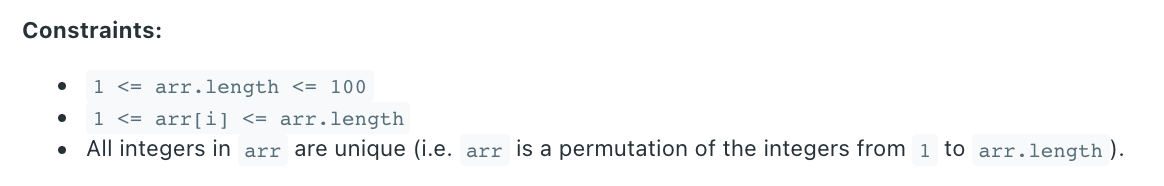 Constraints:
• 1 <= arr.length <= 100
• 1 <= arr[i] <= arr.length
• All integers in arr are unique (i.e. arr is a permutation of the integers from 1 to arr.length).